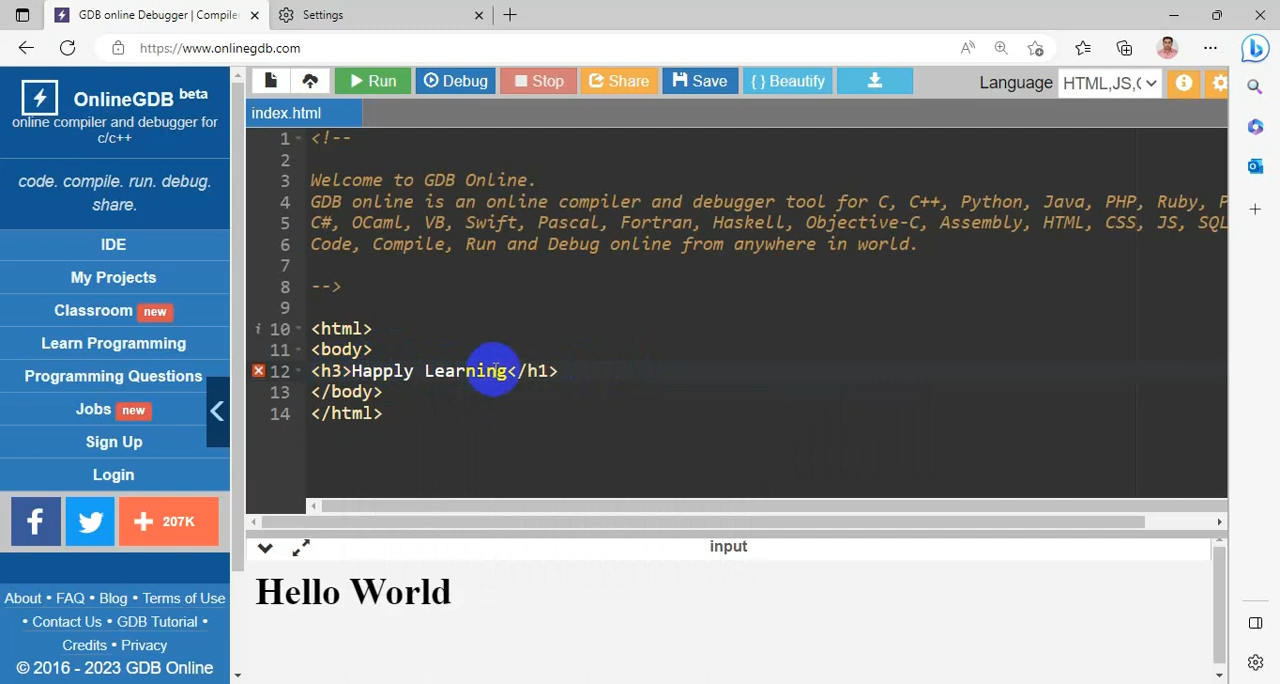 GDB online Debugger | Compiler
Settings
https://www.onlinegdb.com
OnlineGDB beta
online compiler and debugger for
c/c++
code. compile. run. debug.
share.
IDE
My Projects
Classroom new
Learn Programming
Programming Questions
Jobs new
Sign Up
Login
207K
About • FAQ • Blog • Terms of Use
• Contact Us • GDB Tutorial •
Credits • Privacy
© 2016 - 2023 GDB Online
Run
Debug
Stop
Share
Save
{ } Beautify
Language HTML,JS,
index.html
1 <!--
2
3 Welcome to GDB Online.
4 GDB online is an online compiler and debugger tool for C, C++, Python, Java, PHP, Ruby,
5 C#, OCaml, VB, Swift, Pascal, Fortran, Haskell, Objective-C, Assembly, HTML, CSS, JS, SQL
6 Code, Compile, Run and Debug online from anywhere in world.
7
8 -->
9
10 <html>
11 <body>
12 <h3>Happly Learning</h1>
13 </body>
14 </html>
input
Hello World